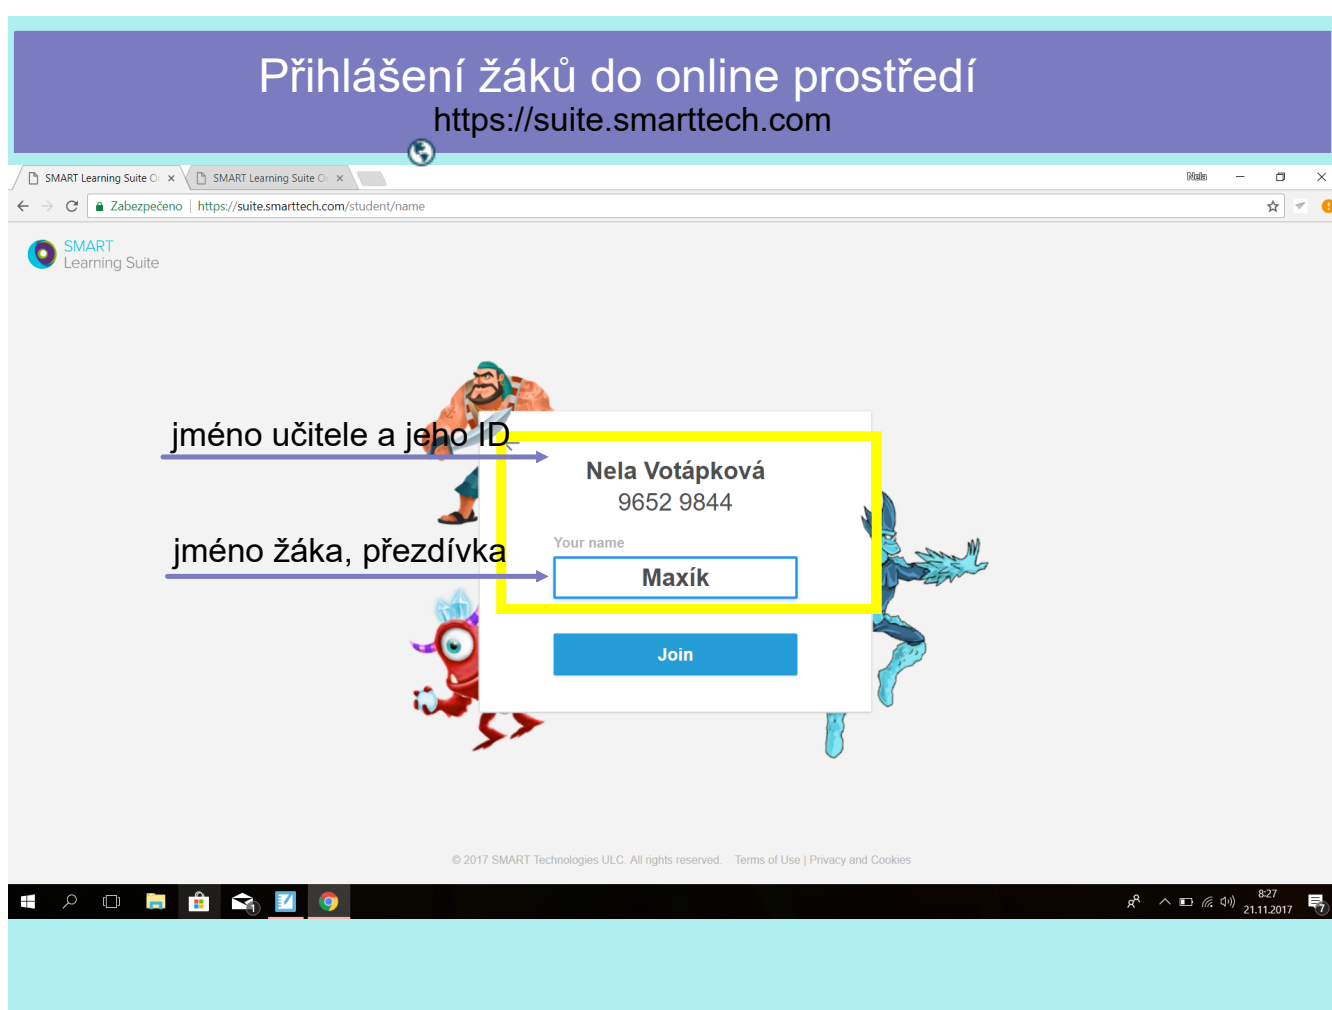 Přihlášení žáků do online prostředí
https://suite.smarttech.com
SMART Learning Suite O
SMART Learning Suite O
Nela
Zabezpečeno | https://suite.smarttech.com/student/name
SMART
Learning Suite
jméno učitele a jeho ID
Nela Votápková
9652 9844
Your name
jméno žáka, přezdívka
Maxík
Join
© 2017 SMART Technologies ULC. All rights reserved. Terms of Use | Privacy and Cookies
1
8:27
21.11.2017
7